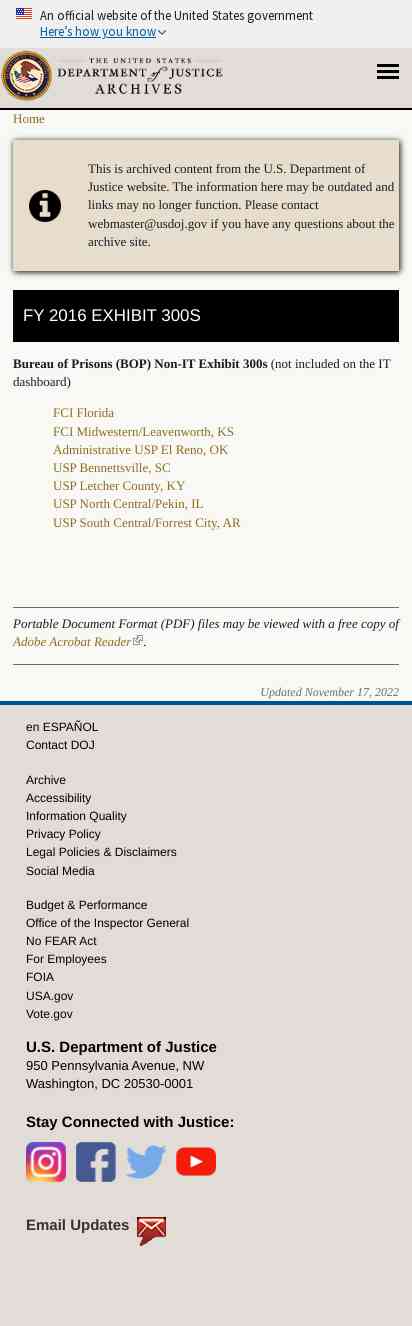 An official website of the United States government
Here's how you know
THE UNITED STATES
DEPARTMENT of JUSTICE
ARCHIVES
Home
This is archived content from the U.S. Department of
Justice website. The information here may be outdated and
links may no longer function. Please contact
webmaster@usdoj.gov if you have any questions about the
archive site.
FY 2016 EXHIBIT 300S
Bureau of Prisons (BOP) Non-IT Exhibit 300s (not included on the IT
dashboard)
FCI Florida
FCI Midwestern/Leavenworth, KS
Administrative USP El Reno, OK
USP Bennettsville, SC
USP Letcher County, KY
USP North Central/Pekin, IL
USP South Central/Forrest City, AR
Portable Document Format (PDF) files may be viewed with a free copy of
Adobe Acrobat Reader.
Updated November 17, 2022
en ESPAÑOL
Contact DOJ
Archive
Accessibility
Information Quality
Privacy Policy
Legal Policies & Disclaimers
Social Media
Budget & Performance
Office of the Inspector General
No FEAR Act
For Employees
FOIA
USA.gov
Vote.gov
U.S. Department of Justice
950 Pennsylvania Avenue, NW
Washington, DC 20530-0001
Stay Connected with Justice:
Email Updates